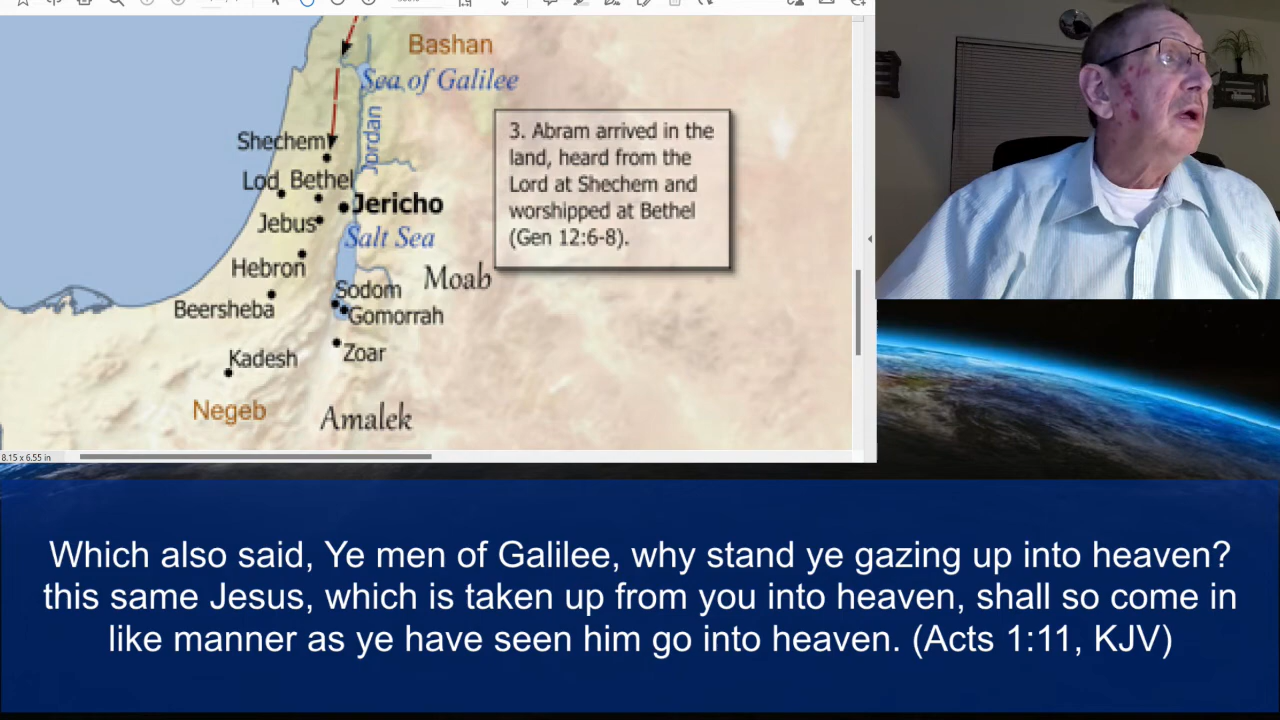 Bashan
Sea of Galilee
Jordan
Shechem
Lod Bethel
Jericho
Jebus
Salt Sea
Hebron
Moab
Sodom
Beersheba
Gomorrah
Kadesh
Zoar
Negeb
Amalek
3. Abram arrived in the
land, heard from the
Lord at Shechem and
worshipped at Bethel
(Gen 12:6-8).
8.15 x 6.55 in
Which also said, Ye men of Galilee, why stand ye gazing up into heaven?
this same Jesus, which is taken up from you into heaven, shall so come in
like manner as ye have seen him go into heaven. (Acts 1:11, KJV)